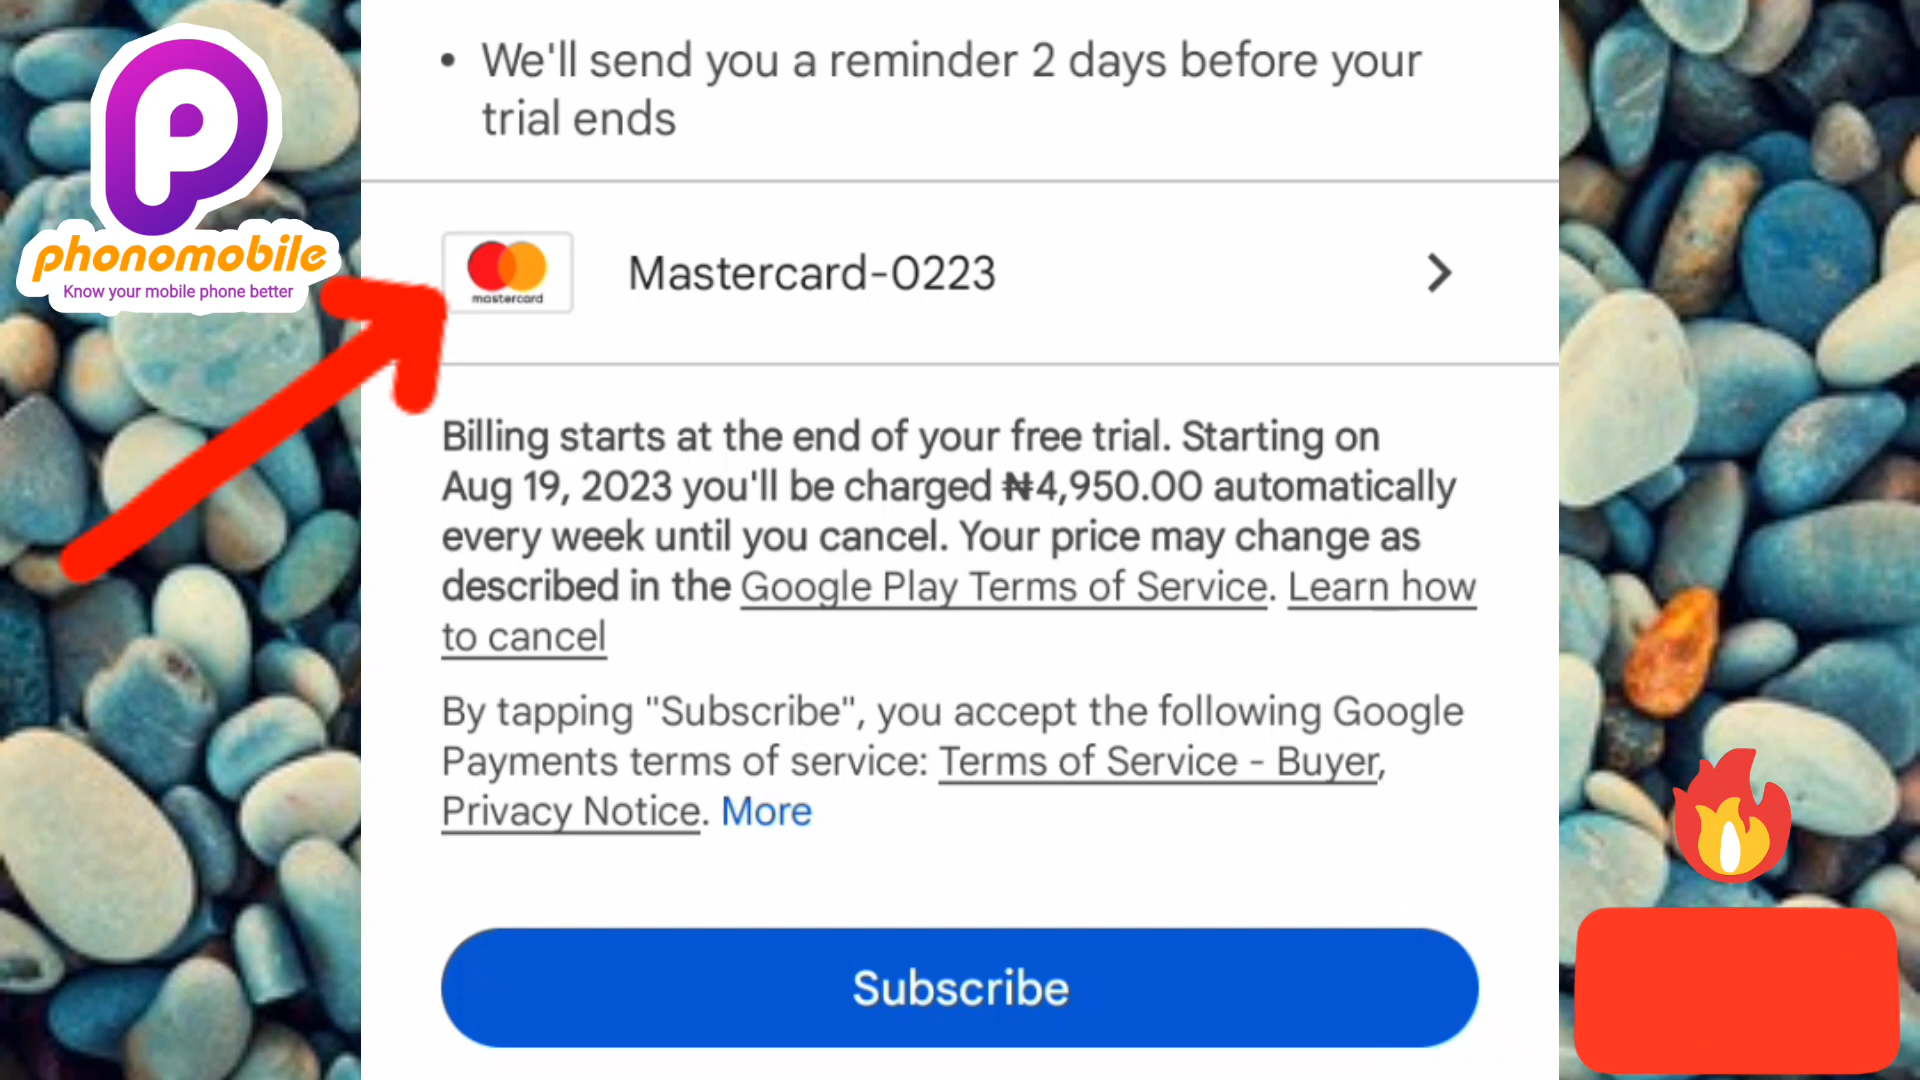 We'll send you a reminder 2 days before your
trial ends
phonomobile
Know your mobile phone better
mastercard
Mastercard-0223
Billing starts at the end of your free trial. Starting on
Aug 19, 2023 you'll be charged ₦4,950.00 automatically
every week until you cancel. Your price may change as
described in the Google Play Terms of Service. Learn how
to cancel
By tapping "Subscribe", you accept the following Google
Payments terms of service: Terms of Service - Buyer,
Privacy Notice. More
Subscribe